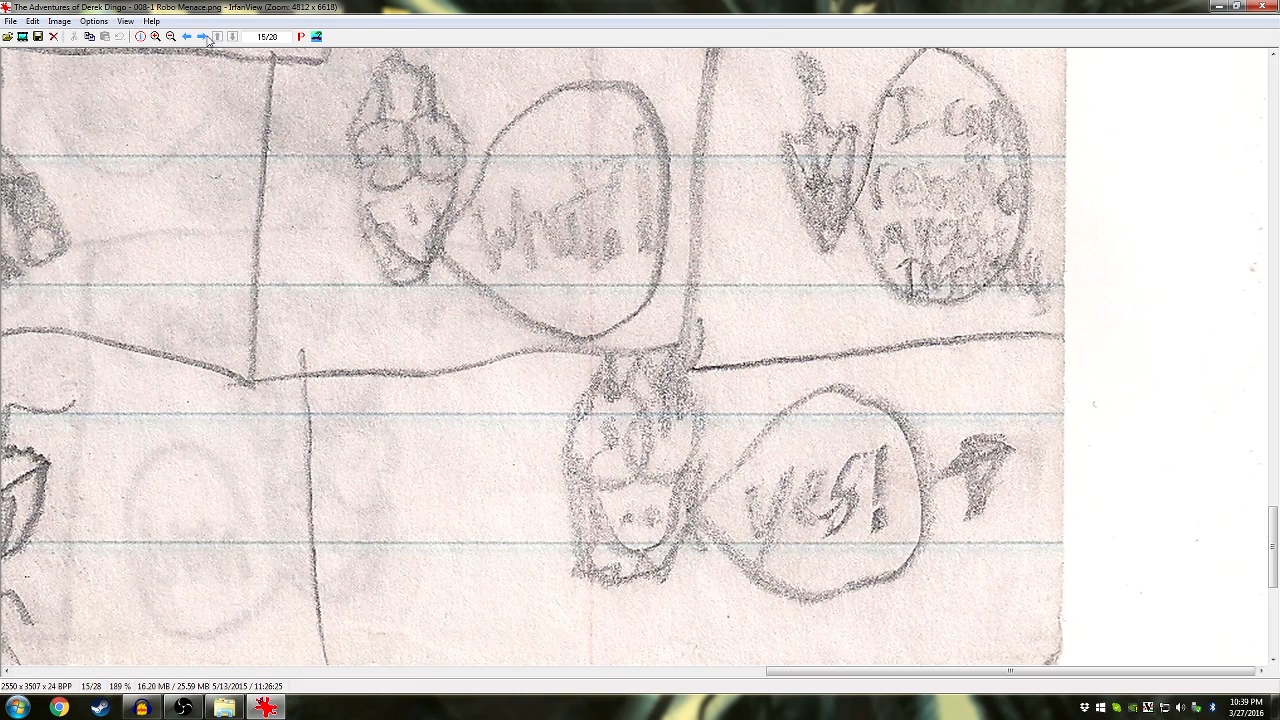 The Adventures of Derek Dingo - 008-1 Robo Menace.png - IrfanView (Zoom: 4812 x 6618)
File Edit Image Options View Help
15/28
What?!
I can
Yes!
2550 x 3507 x 24 BPP 15/28 189 % 16.20 MB / 25.59 MB 5/13/2015 / 11:26:25
10:39 PM
3/27/2016